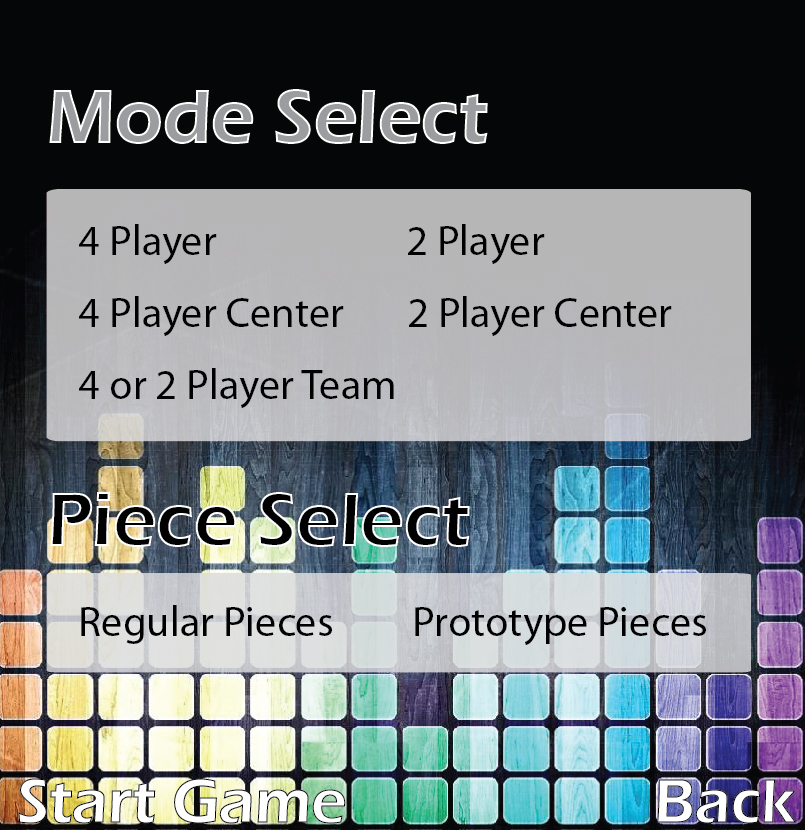 Mode Select
4 Player 2 Player
4 Player Center 2 Player Center
4 or 2 Player Team
Piece Select
Regular Pieces Prototype Pieces
Start Game Back